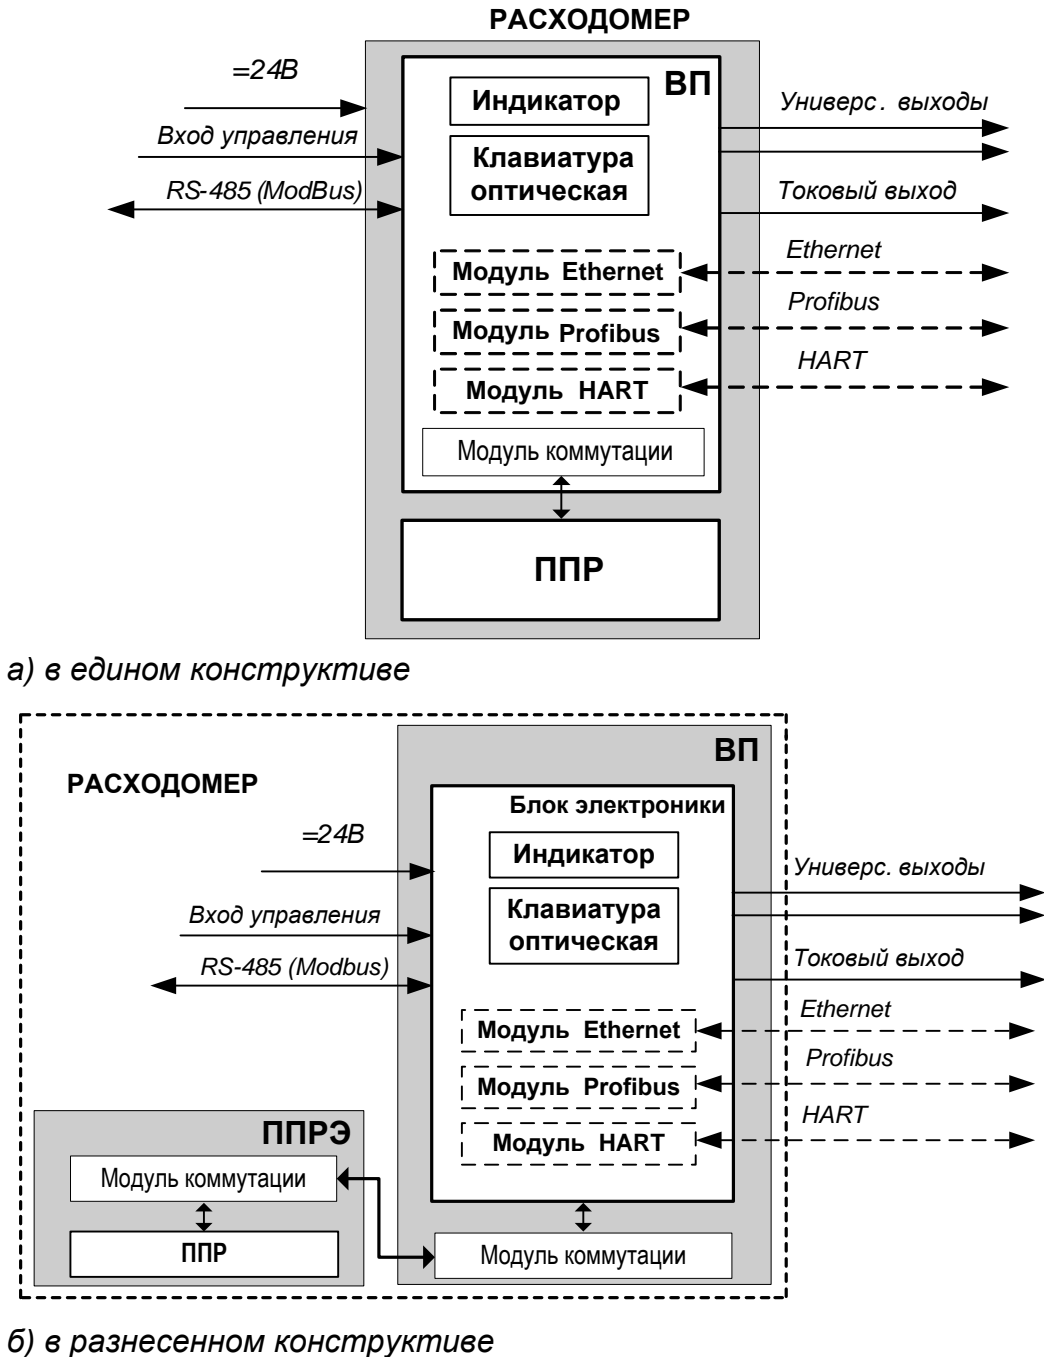 РАСХОДОМЕР
ВП
=24В
Индикатор
Универс. выходы
Вход управления
Клавиатура
оптическая
RS-485 (ModBus)
Токовый выход
Ethernet
Модуль Ethernet
Profibus
Модуль Profibus
HART
Модуль HART
Модуль коммутации
ППР
а) в едином конструктиве
ВП
РАСХОДОМЕР
Блок электроники
=24В
Индикатор
Универс. выходы
Клавиатура
оптическая
Вход управления
RS-485 (Modbus)
Токовый выход
Ethernet
Модуль Ethernet
Profibus
Модуль Profibus
HART
Модуль HART
ППРЭ
Модуль коммутации
ППР
Модуль коммутации
б) в разнесенном конструктиве